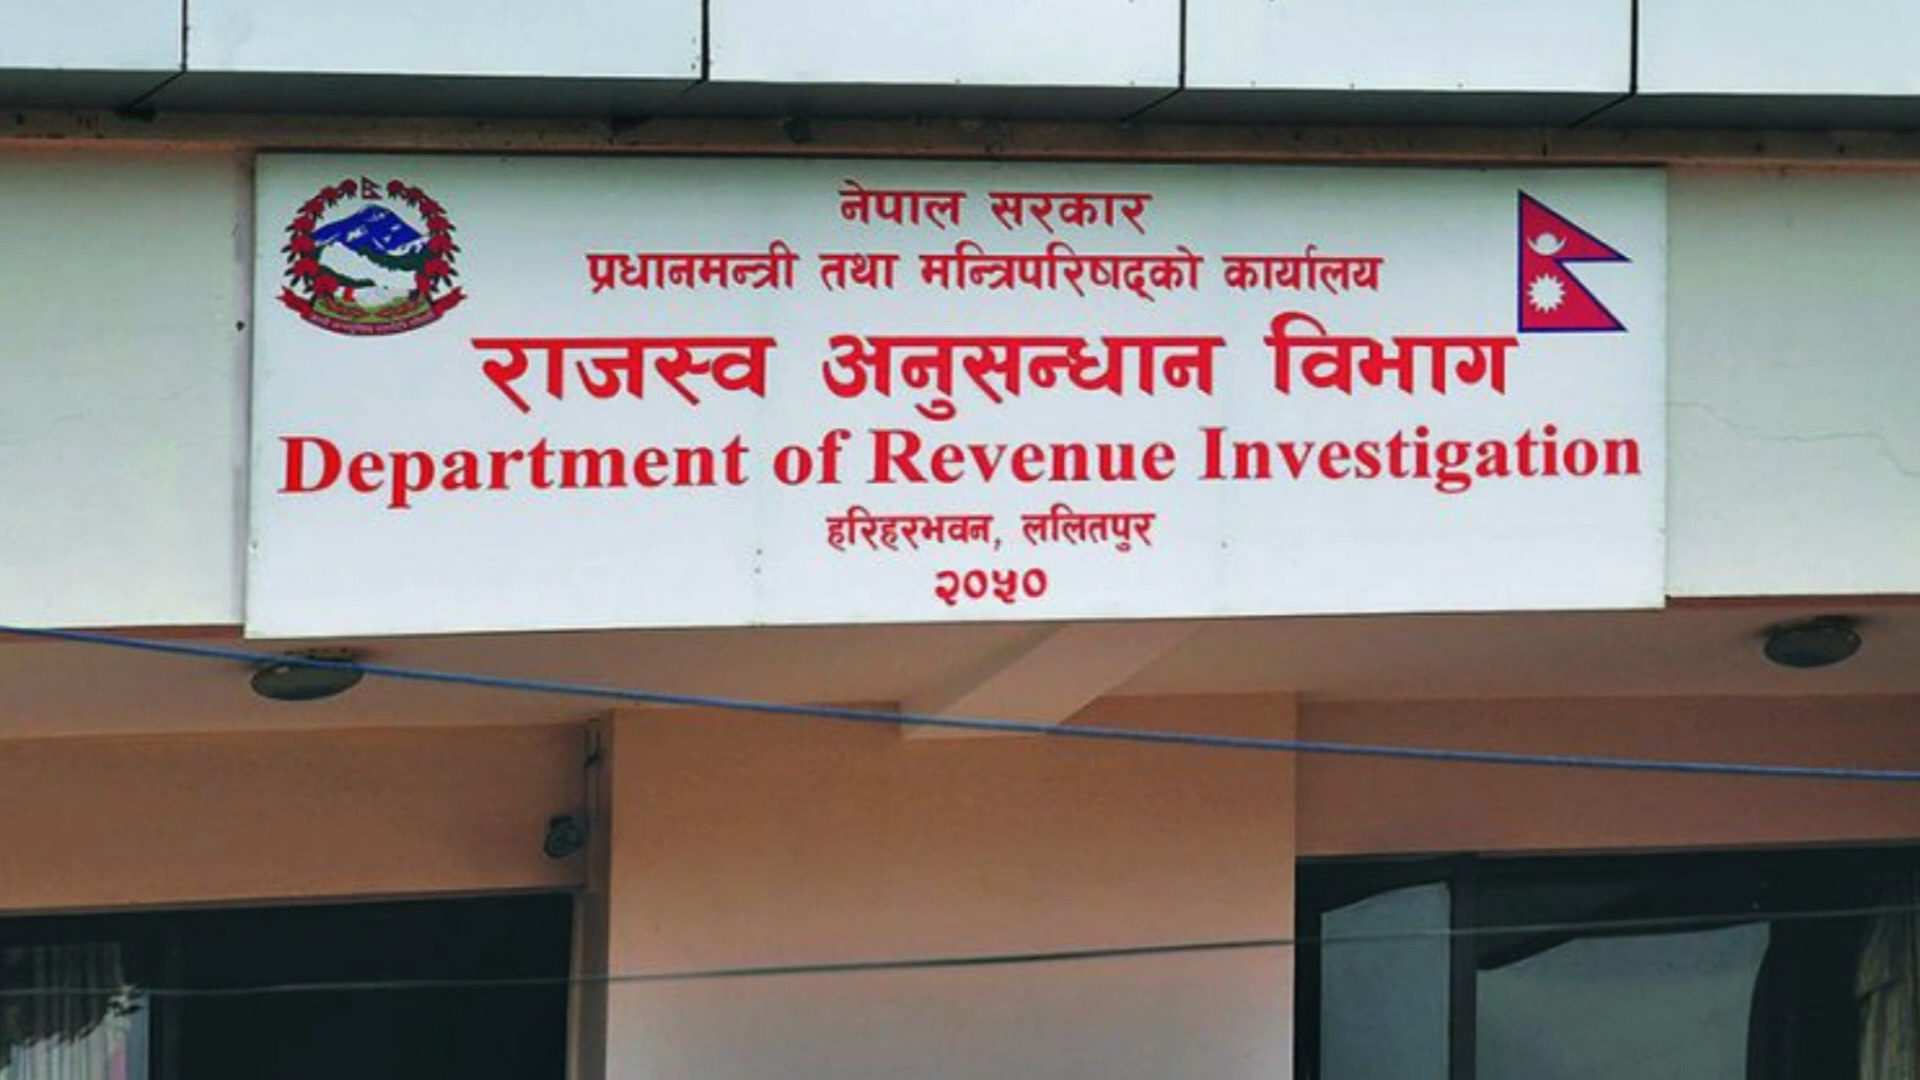 नेपाल सरकार
प्रधानमन्त्री तथा मन्त्रिपरिषद्को कार्यालय
राजस्व अनुसन्धान विभाग
Department of Revenue Investigation
हरिहरभवन, ललितपुर
२०५०